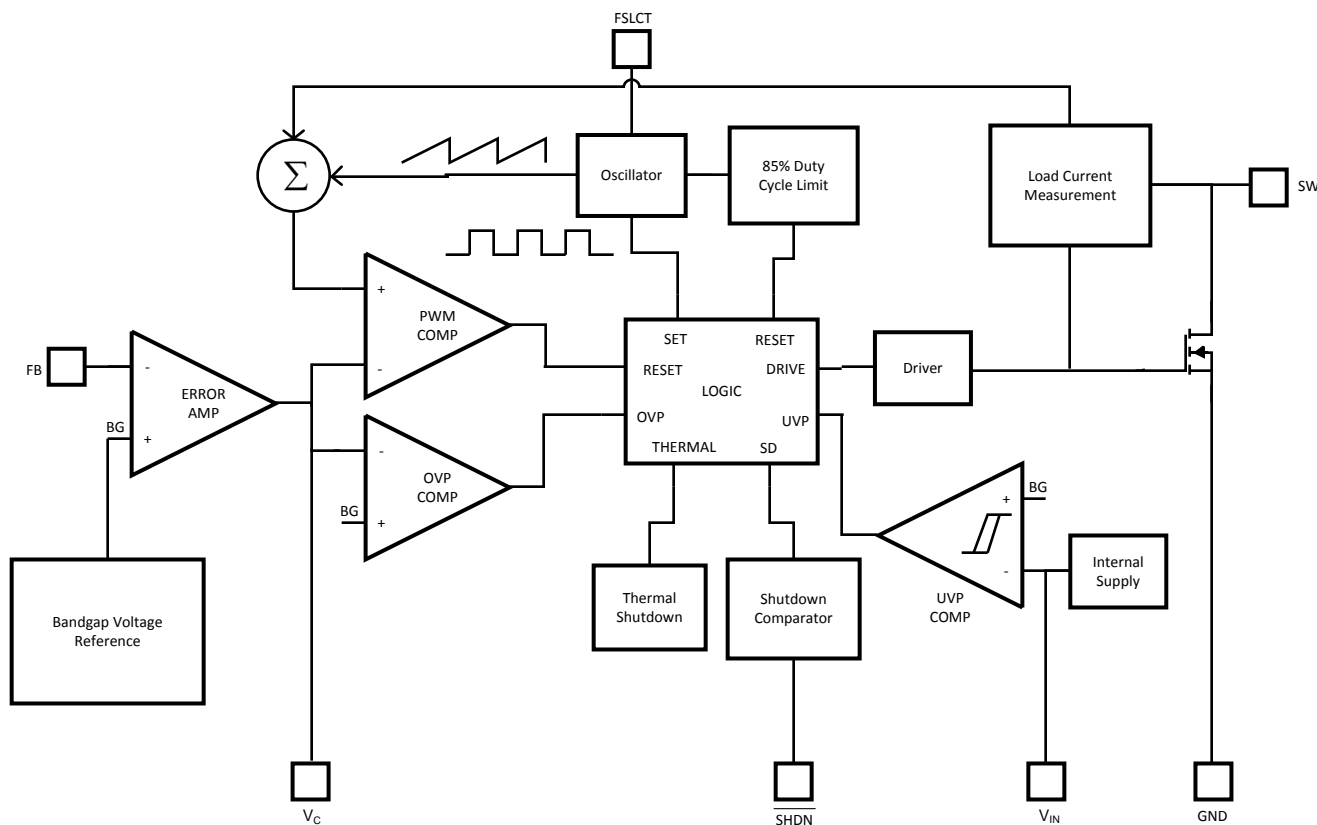 FSLCT
Σ
Oscillator
85% Duty
Cycle Limit
Load Current
Measurement
SW
+
PWM
COMP
-
SET
RESET
RESET
DRIVE
LOGIC
OVP
UVP
THERMAL
SD
Driver
FB
-
ERROR
AMP
BG
+
-
OVP
COMP
BG
+
+
BG
-
UVP
COMP
Internal
Supply
Bandgap Voltage
Reference
Thermal
Shutdown
Shutdown
Comparator
VC
SHDN
VIN
GND